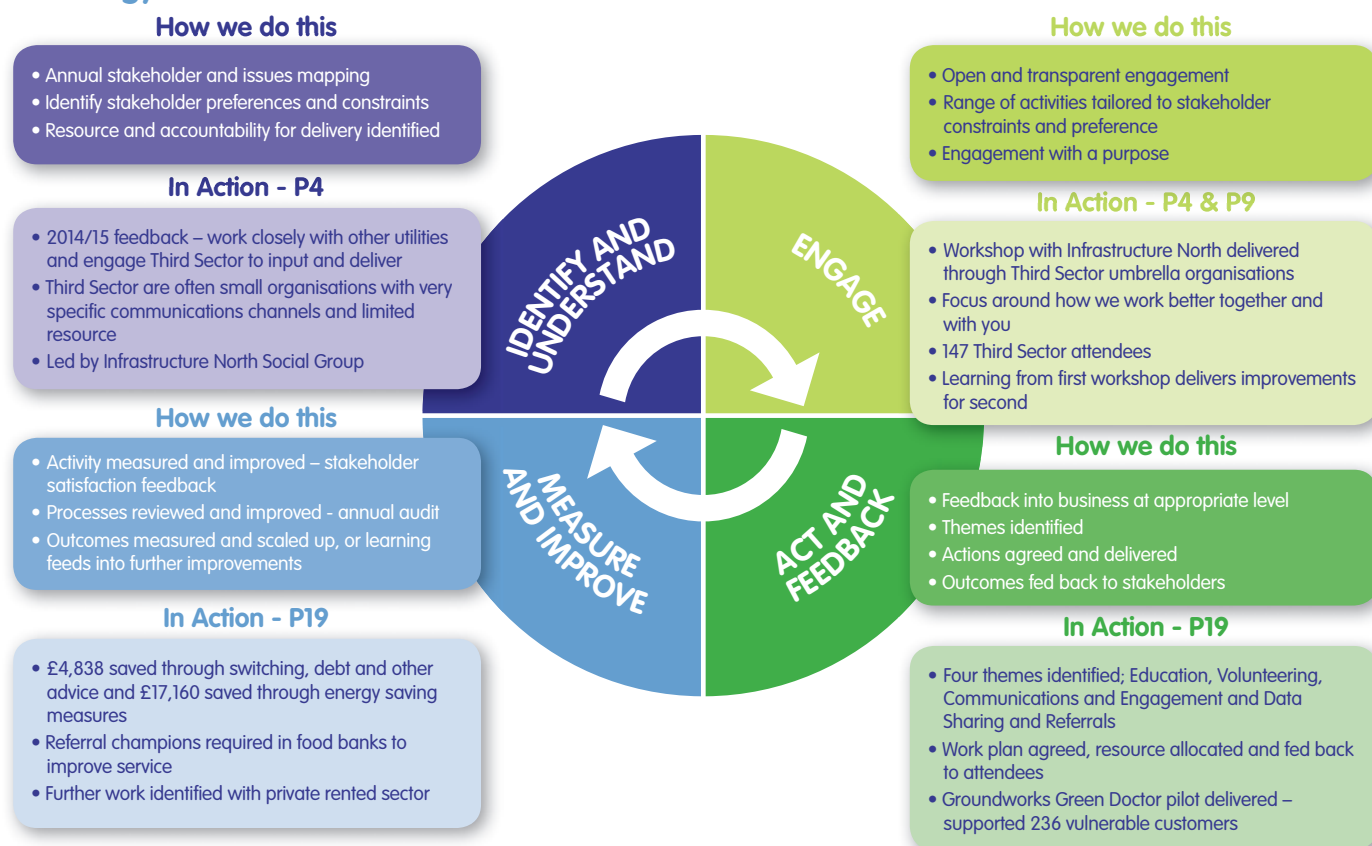 How we do this
• Annual stakeholder and issues mapping
• Identify stakeholder preferences and constraints
• Resource and accountability for delivery identified
In Action - P4
• 2014/15 feedback – work closely with other utilities
and engage Third Sector to input and deliver
• Third Sector are often small organisations with very
specific communications channels and limited
resource
• Led by Infrastructure North Social Group
IDENTIFY AND
UNDERSTAND
How we do this
• Open and transparent engagement
• Range of activities tailored to stakeholder
constraints and preference
• Engagement with a purpose
In Action - P4 & P9
• Workshop with Infrastructure North delivered
through Third Sector umbrella organisations
• Focus around how we work better together and
with you
• 147 Third Sector attendees
• Learning from first workshop delivers improvements
for second
ENGAGE
How we do this
• Feedback into business at appropriate level
• Themes identified
• Actions agreed and delivered
• Outcomes fed back to stakeholders
In Action - P19
• Four themes identified; Education, Volunteering,
Communications and Engagement and Data
Sharing and Referrals
• Work plan agreed, resource allocated and fed back
to attendees
• Groundworks Green Doctor pilot delivered –
supported 236 vulnerable customers
ACT AND
FEEDBACK
How we do this
• Activity measured and improved – stakeholder
satisfaction feedback
• Processes reviewed and improved - annual audit
• Outcomes measured and scaled up, or learning
feeds into further improvements
In Action - P19
• £4,838 saved through switching, debt and other
advice and £17,160 saved through energy saving
measures
• Referral champions required in food banks to
improve service
• Further work identified with private rented sector
MEASURE
AND IMPROVE